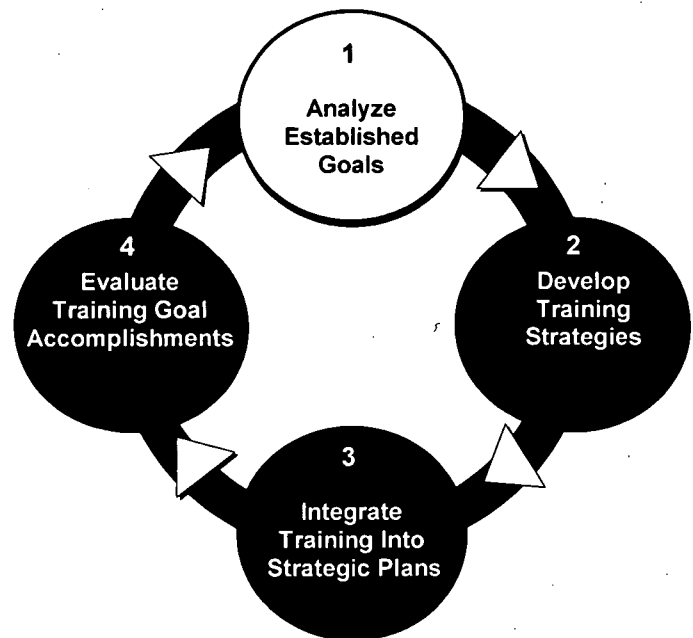 1
Analyze
Established
Goals
2
Develop
Training
Strategies
3
Integrate
Training Into
Strategic Plans
4
Evaluate
Training Goal
Accomplishments